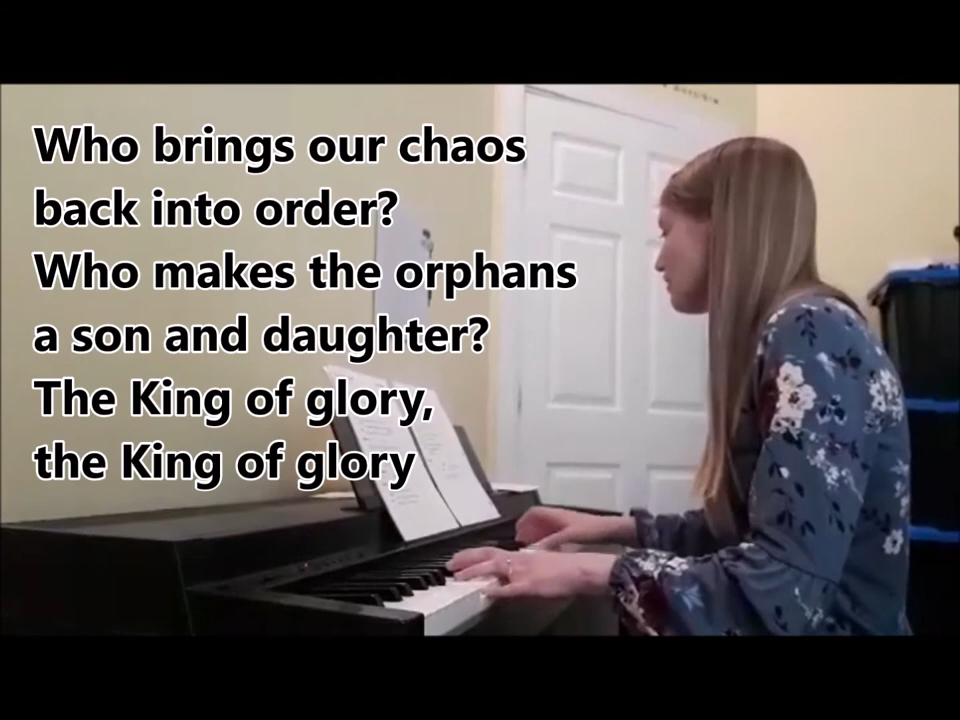 Who brings our chaos
back into order?
Who makes the orphans
a son and daughter?
The King of glory,
the King of glory